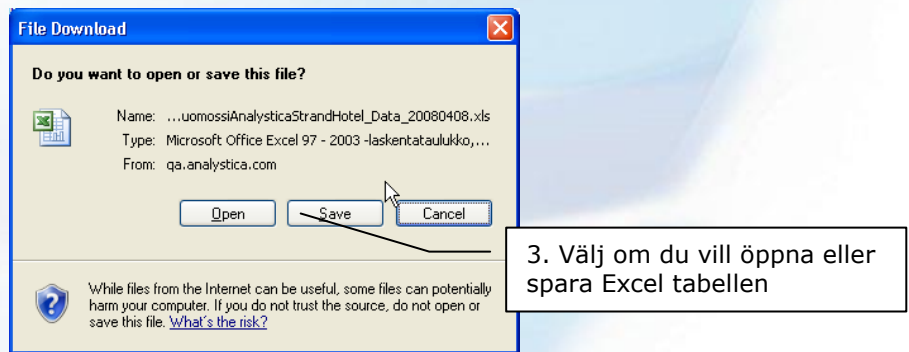 File Download
Do you want to open or save this file?
Name: ...uomossiAnalysticaStrandHotel_Data_20080408.xls
Type: Microsoft Office Excel 97 - 2003 -laskentataulukko,...
From: qa.analystica.com
Open Save Cancel
3. Välj om du vill öppna eller
spara Excel tabellen
While files from the Internet can be useful, some files can potentially
harm your computer. If you do not trust the source, do not open or
save this file. What's the risk?